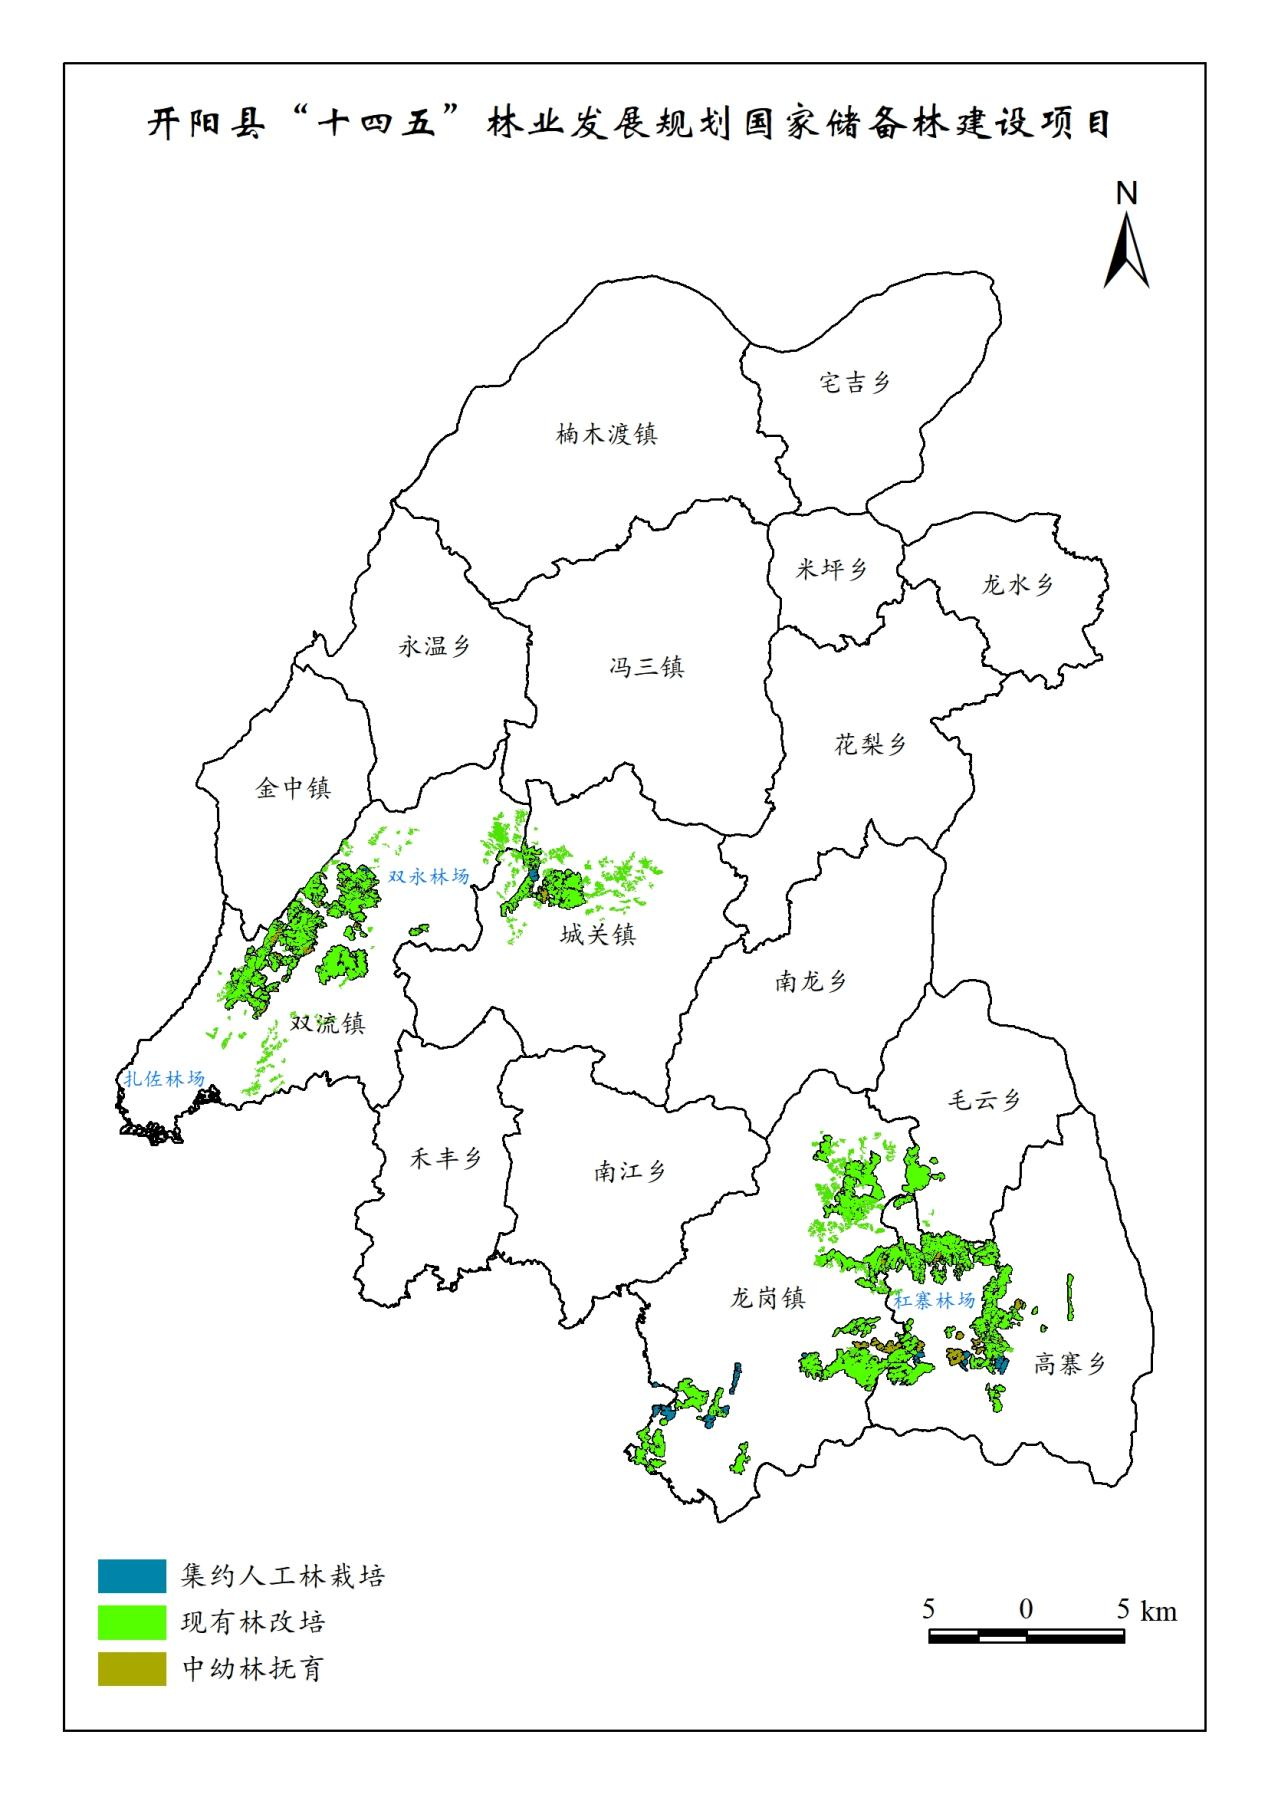 开阳县“十四五”林业发展规划国家储备林建设项目
N
宅吉乡
楠木渡镇
米坪乡
龙水乡
永温乡
冯三镇
花梨乡
金中镇
双永林场
城关镇
南龙乡
双流镇
扎佐林场
毛云乡
禾丰乡
南江乡
龙岗镇
杠寨林场
高寨乡
集约人工林栽培
现有林改培
中幼林抚育
5 0 5 km